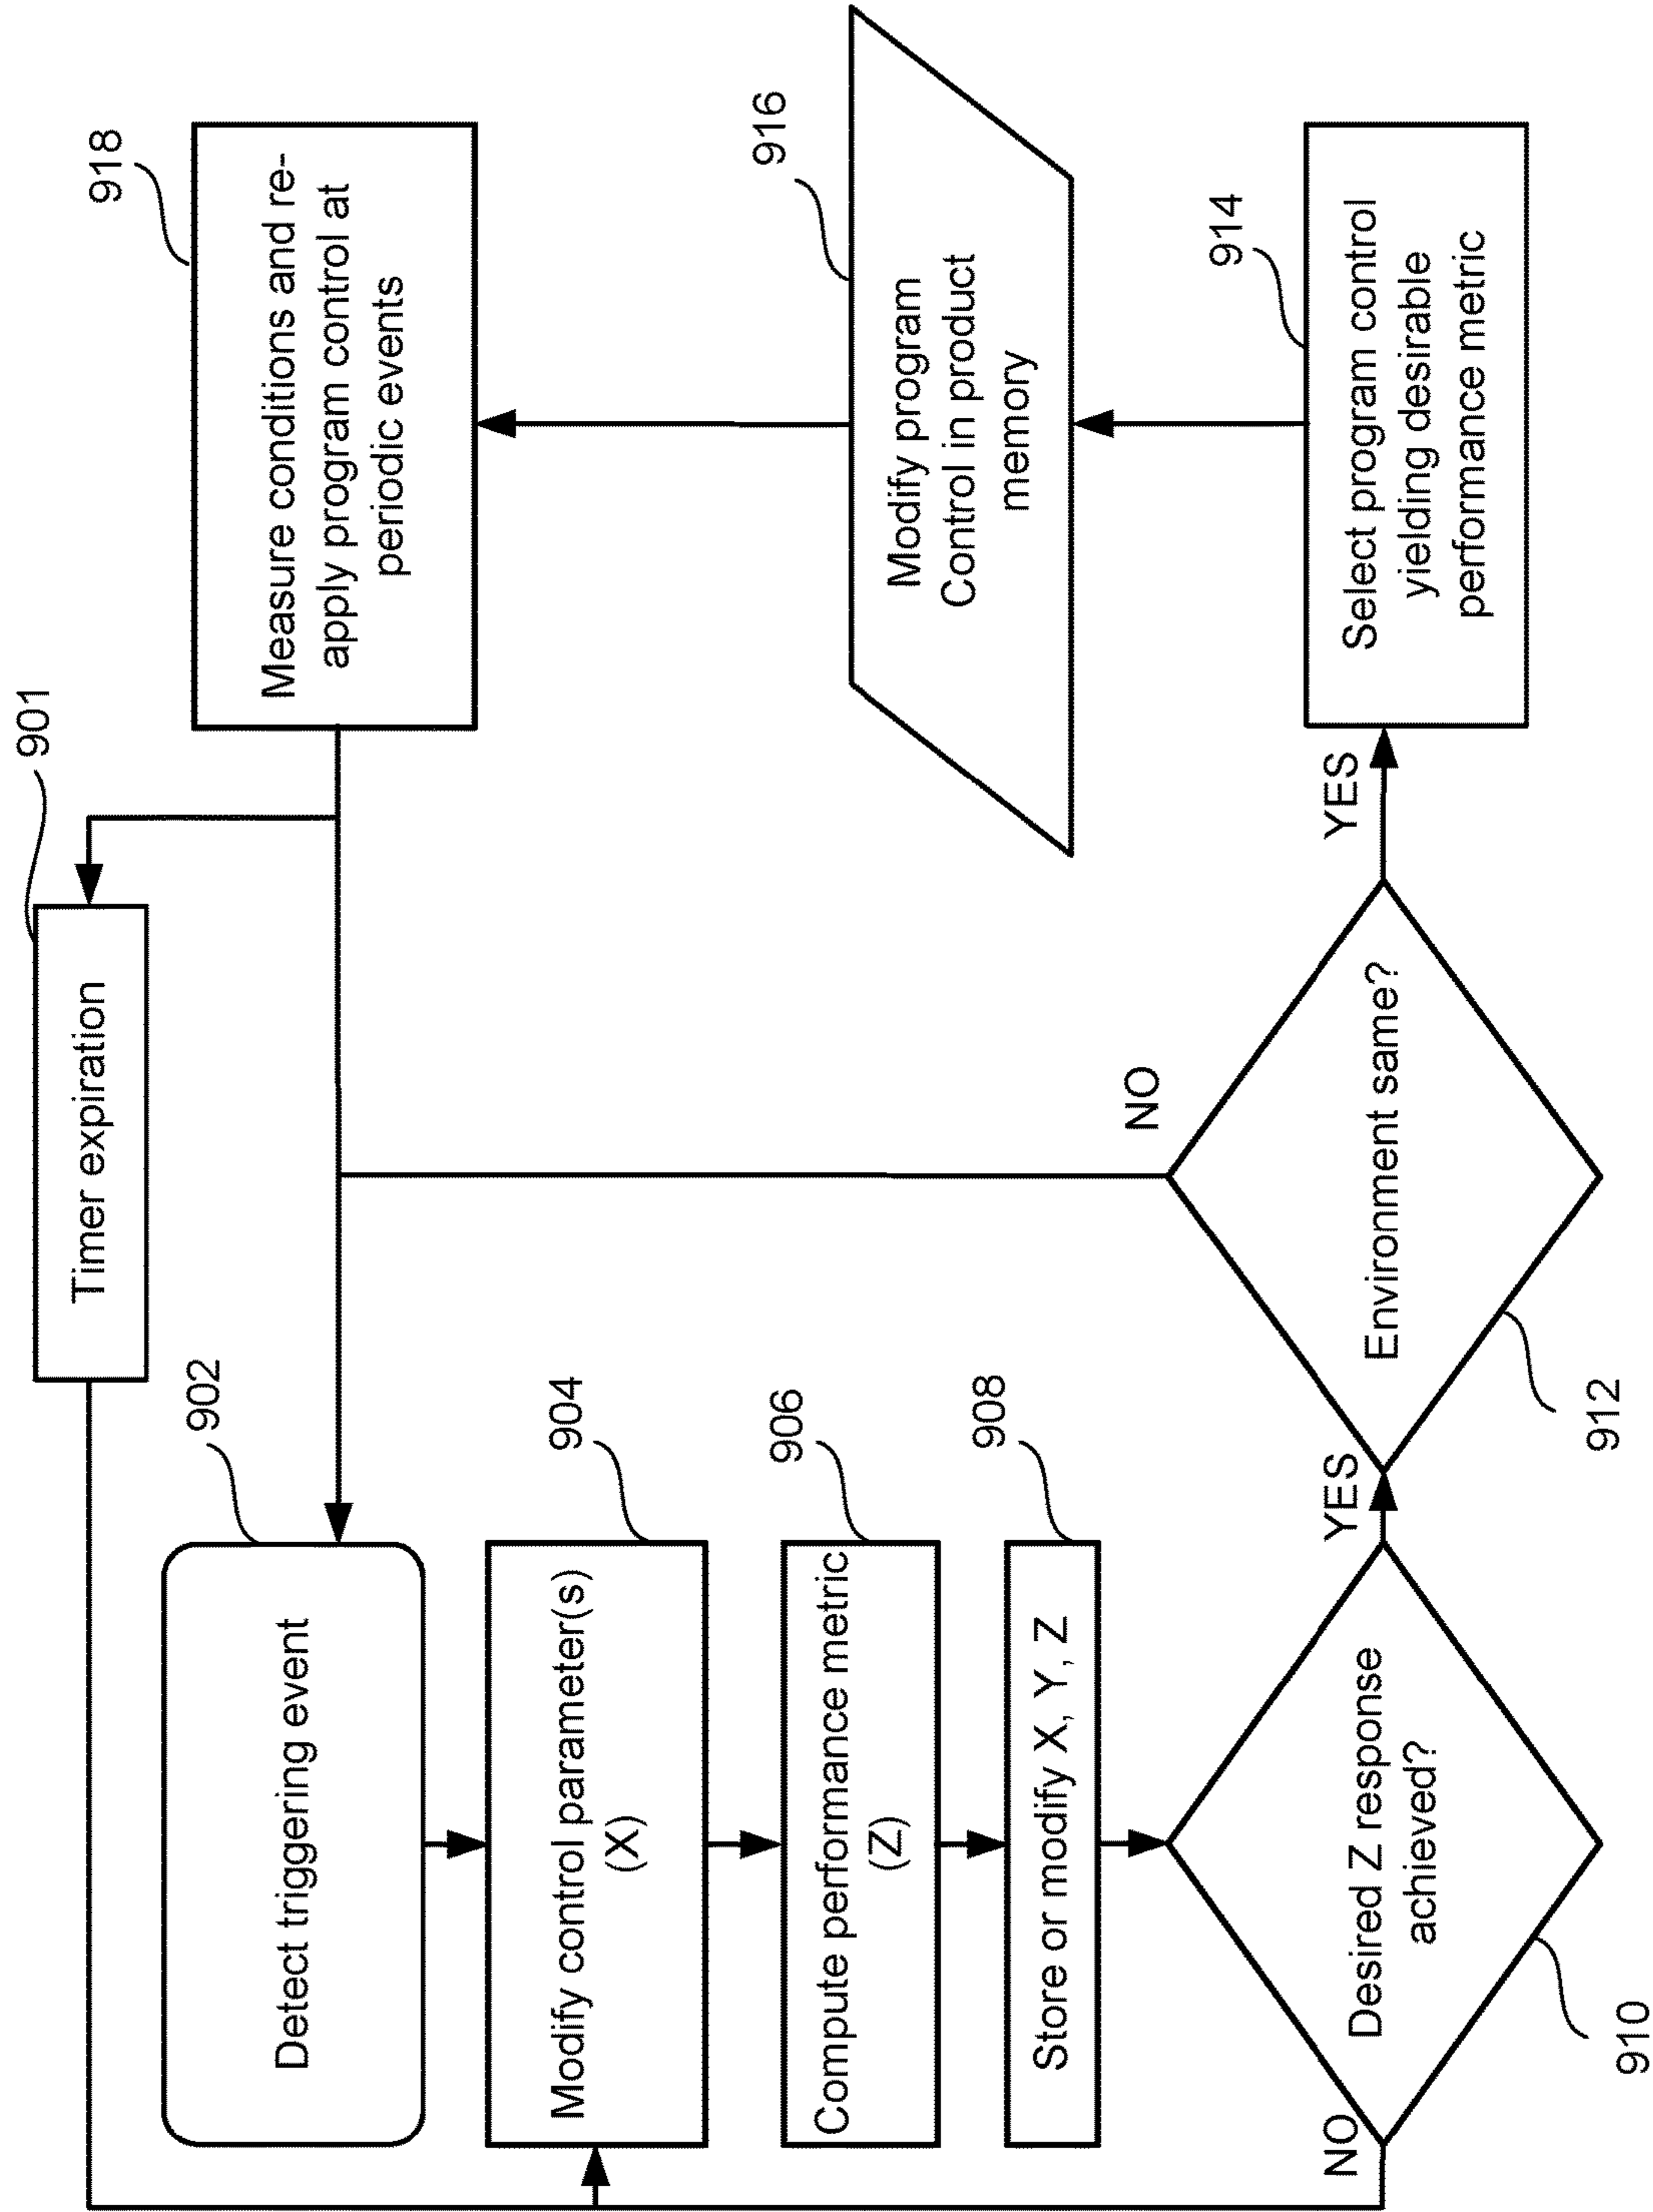 901
Timer expiration
902
Detect triggering event
918
Measure conditions and re-
apply program control at
periodic events
904
Modify control parameter(s)
(X)
906
Compute performance metric
(Z)
916
Modify program
Control in product
memory
908
Store or modify X, Y, Z
NO
Desired Z response
achieved?
910
YES
NO
Environment same?
912
YES
914
Select program control
yielding desirable
performance metric